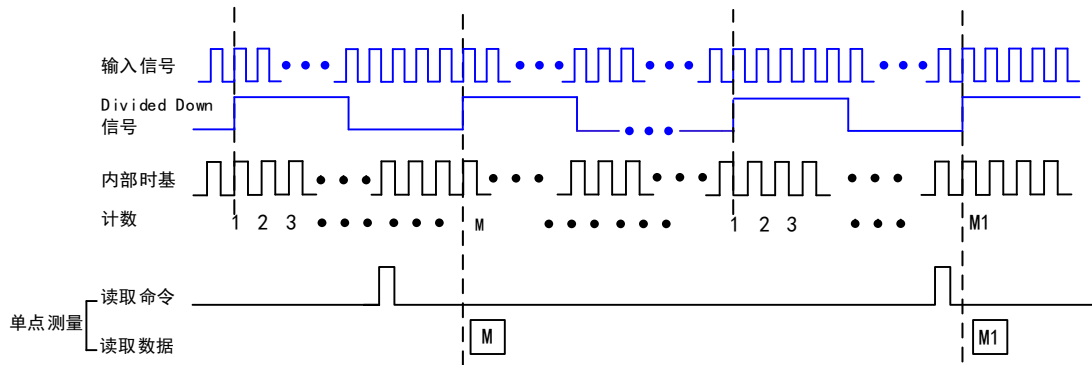 输入信号
Divided Down
信号
内部时基
计数
1 2 3 M 1 2 3 M1
读取命令
单点测量
读取数据
M M1